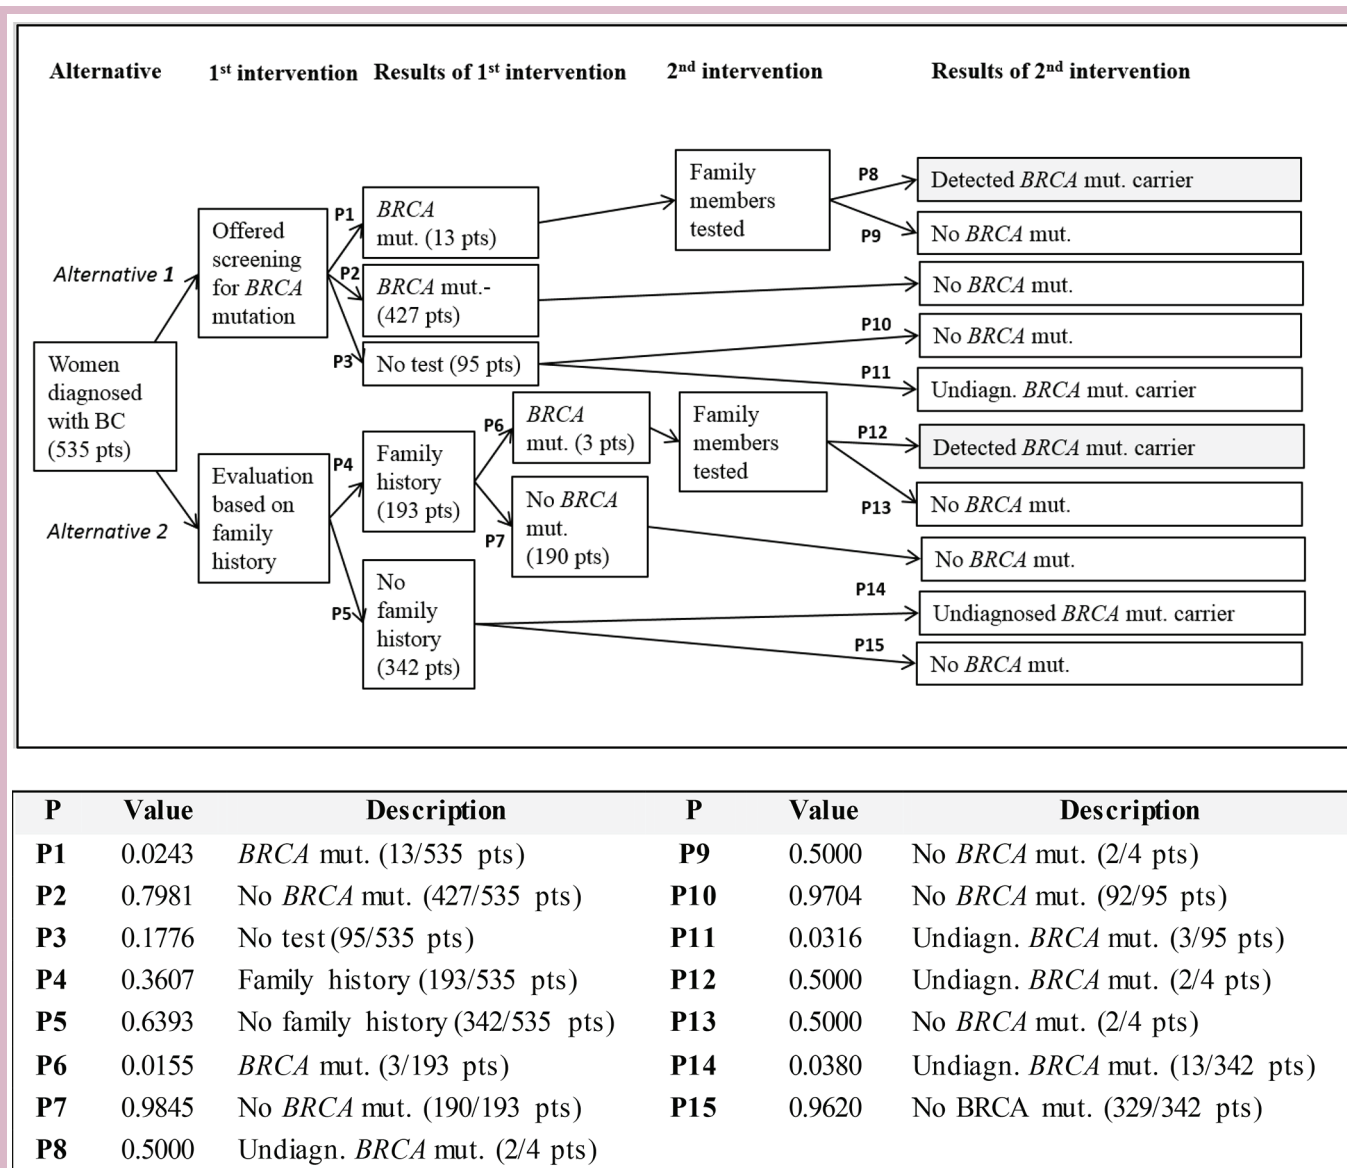 Alternative 1st intervention Results of 1st intervention 2nd intervention Results of 2nd intervention
Women
diagnosed
with BC
(535 pts)
Alternative 1
Offered
screening
for BRCA
mutation
P1
BRCA
mut. (13 pts)
Family
members
tested
P8
Detected BRCA mut. carrier
P9
No BRCA mut.
P2
BRCA mut.-
(427 pts)
No BRCA mut.
P3
No test (95 pts)
P10
No BRCA mut.
P11
Undiagn. BRCA mut. carrier
Alternative 2
Evaluation
based on
family
history
P4
Family
history
(193 pts)
P6
BRCA
mut. (3 pts)
Family
members
tested
P12
Detected BRCA mut. carrier
P13
No BRCA mut.
P7
No BRCA
mut.
(190 pts)
No BRCA mut.
P5
No
family
history
(342 pts)
P14
Undiagnosed BRCA mut. carrier
P15
No BRCA mut.
P Value Description P Value Description
P1 0.0243 BRCA mut. (13/535 pts) P9 0.5000 No BRCA mut. (2/4 pts)
P2 0.7981 No BRCA mut. (427/535 pts) P10 0.9704 No BRCA mut. (92/95 pts)
P3 0.1776 No test (95/535 pts) P11 0.0316 Undiagn. BRCA mut. (3/95 pts)
P4 0.3607 Family history (193/535 pts) P12 0.5000 Undiagn. BRCA mut. (2/4 pts)
P5 0.6393 No family history (342/535 pts) P13 0.5000 No BRCA mut. (2/4 pts)
P6 0.0155 BRCA mut. (3/193 pts) P14 0.0380 Undiagn. BRCA mut. (13/342 pts)
P7 0.9845 No BRCA mut. (190/193 pts) P15 0.9620 No BRCA mut. (329/342 pts)
P8 0.5000 Undiagn. BRCA mut. (2/4 pts)